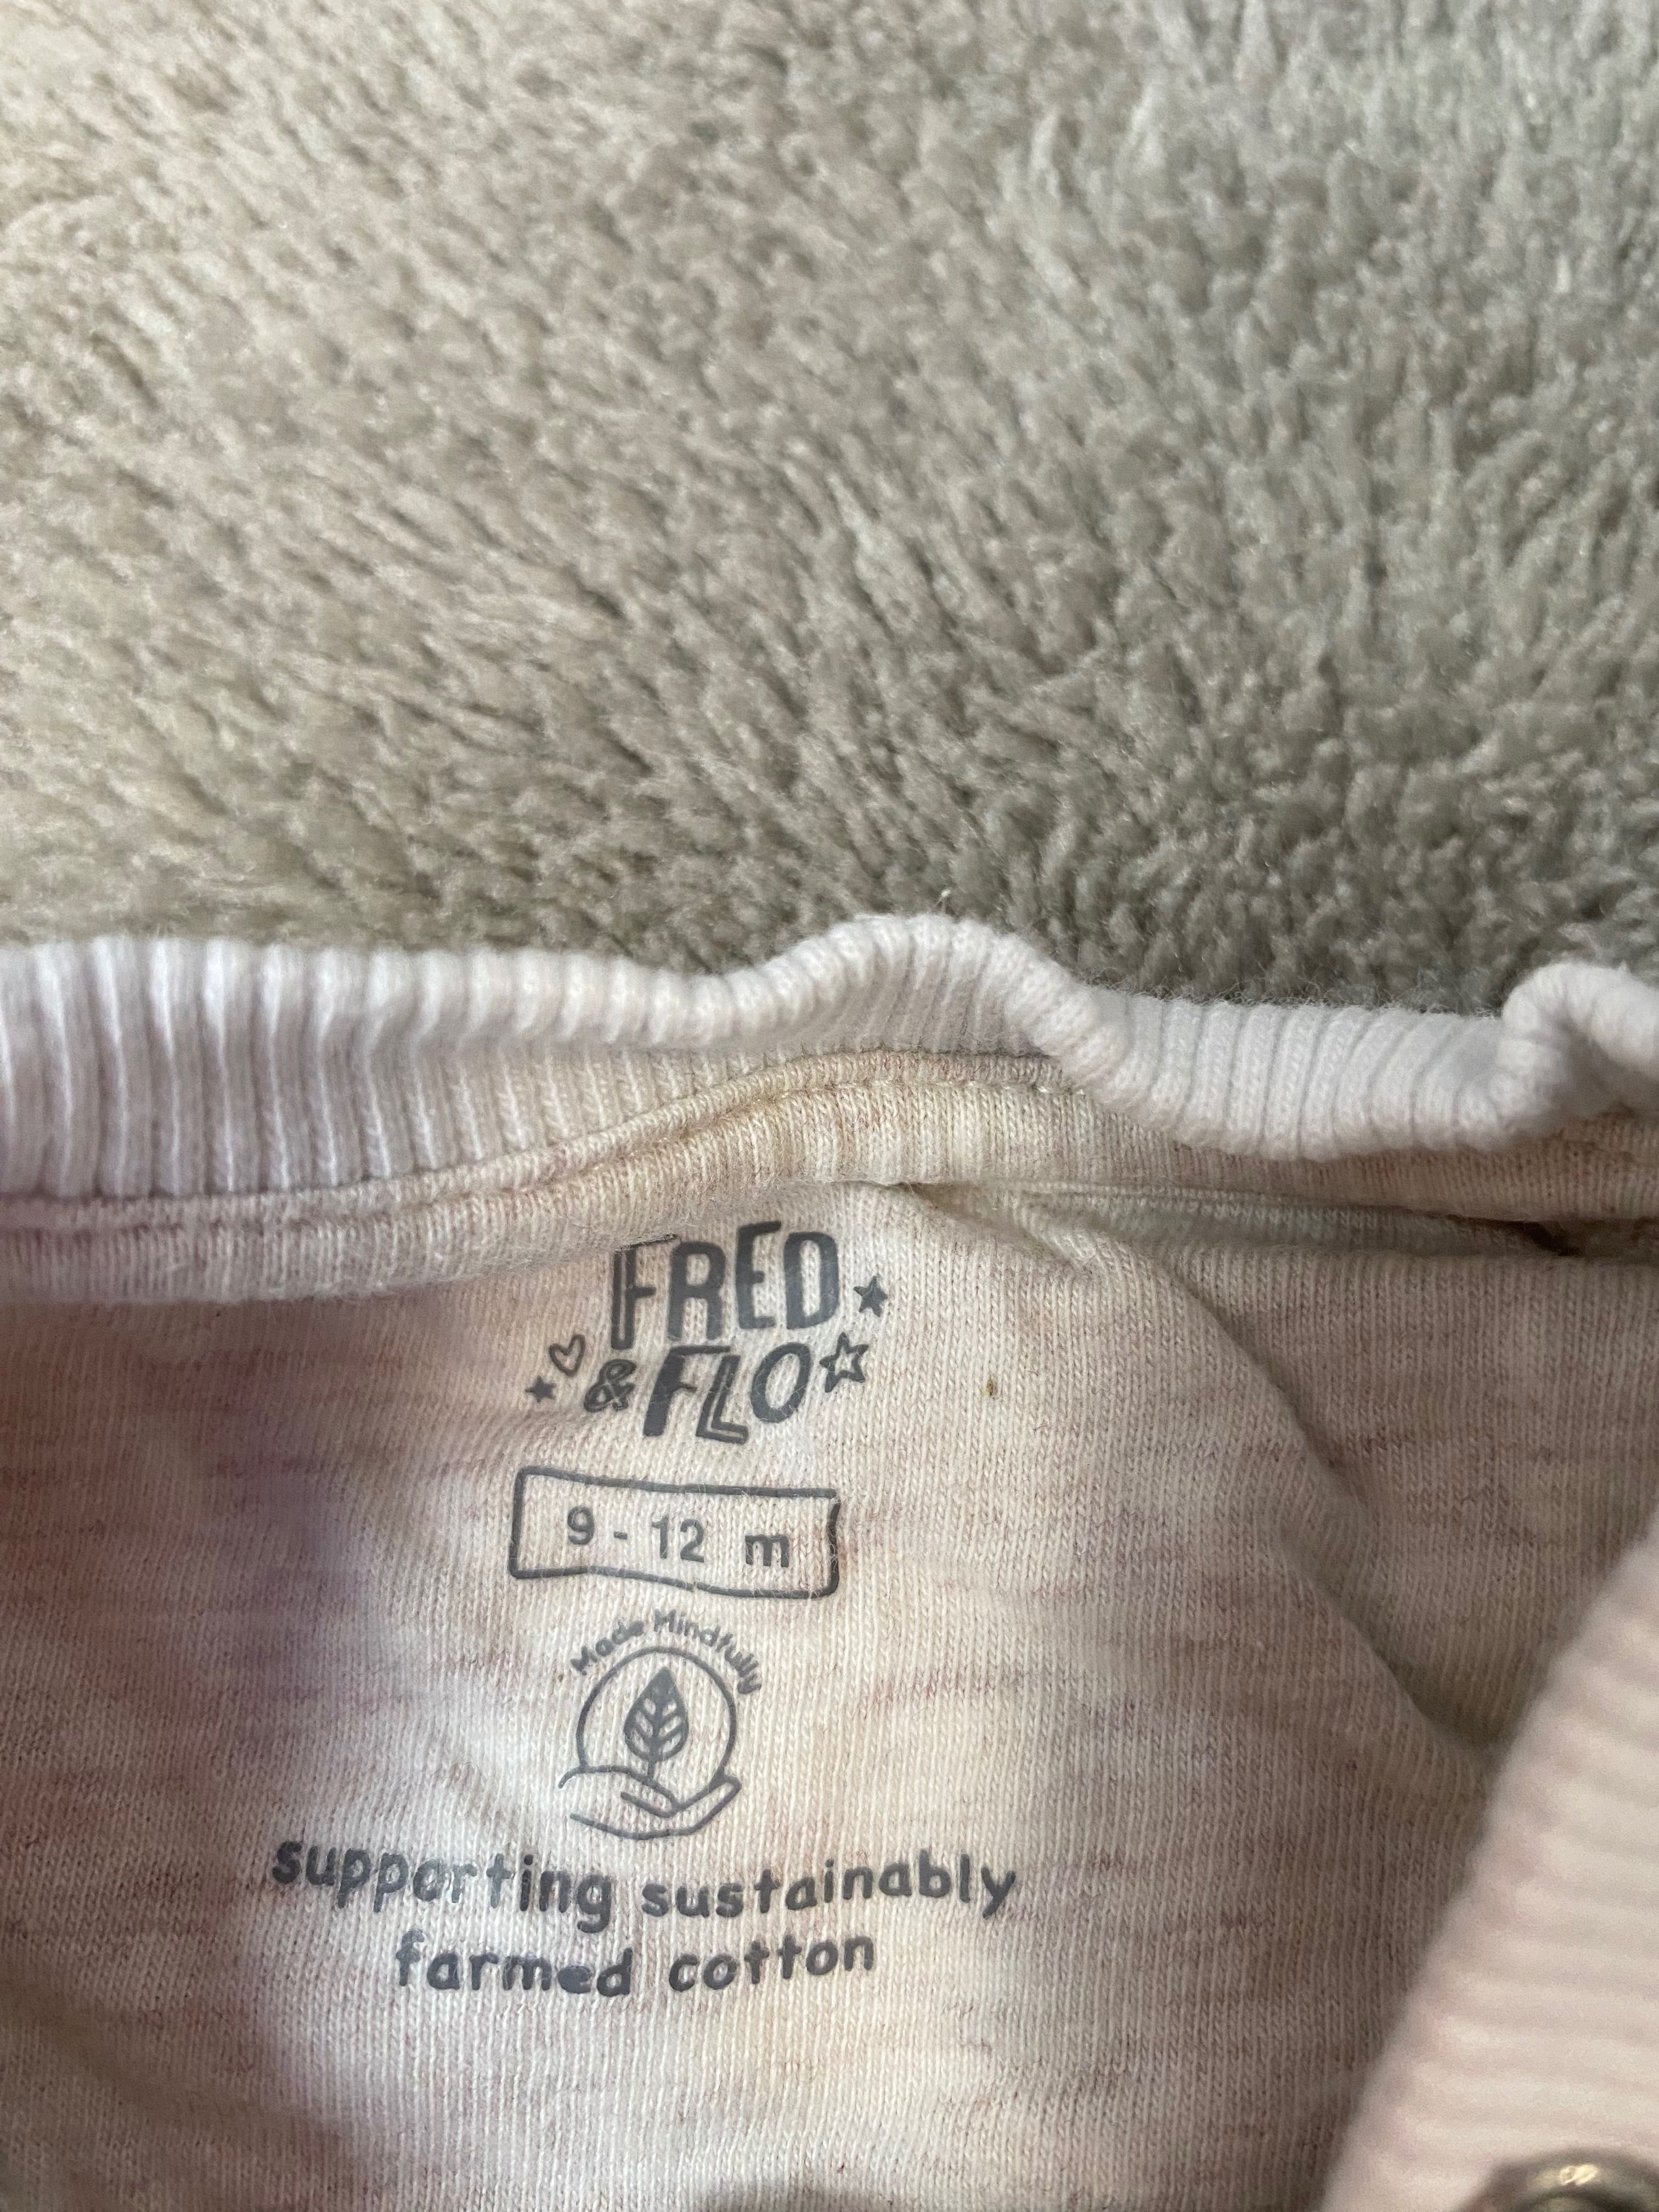 FRED
& FLO
9 - 12 m
Made Mindfully
supporting sustainably
farmed cotton